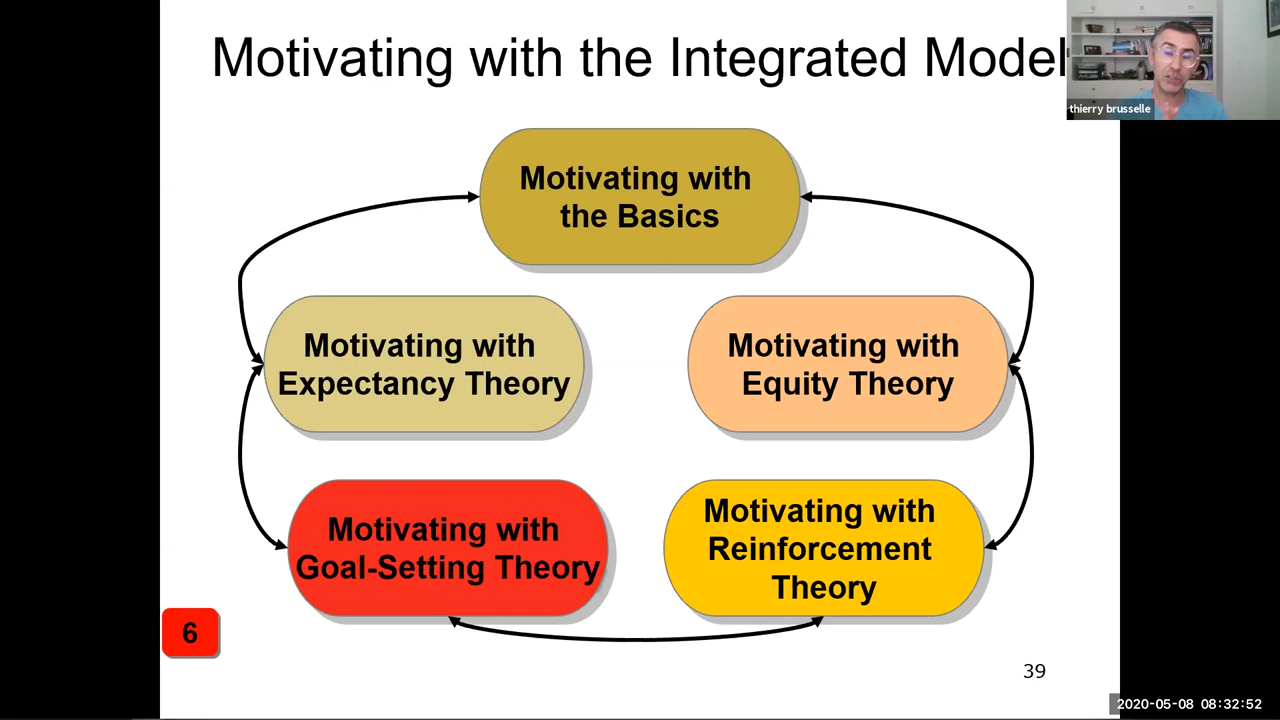 Motivating with the Integrated Model
thierry brusselle
Motivating with
the Basics
Motivating with
Expectancy Theory
Motivating with
Equity Theory
Motivating with
Goal-Setting Theory
Motivating with
Reinforcement
Theory
6
39
2020-05-08 08:32:52